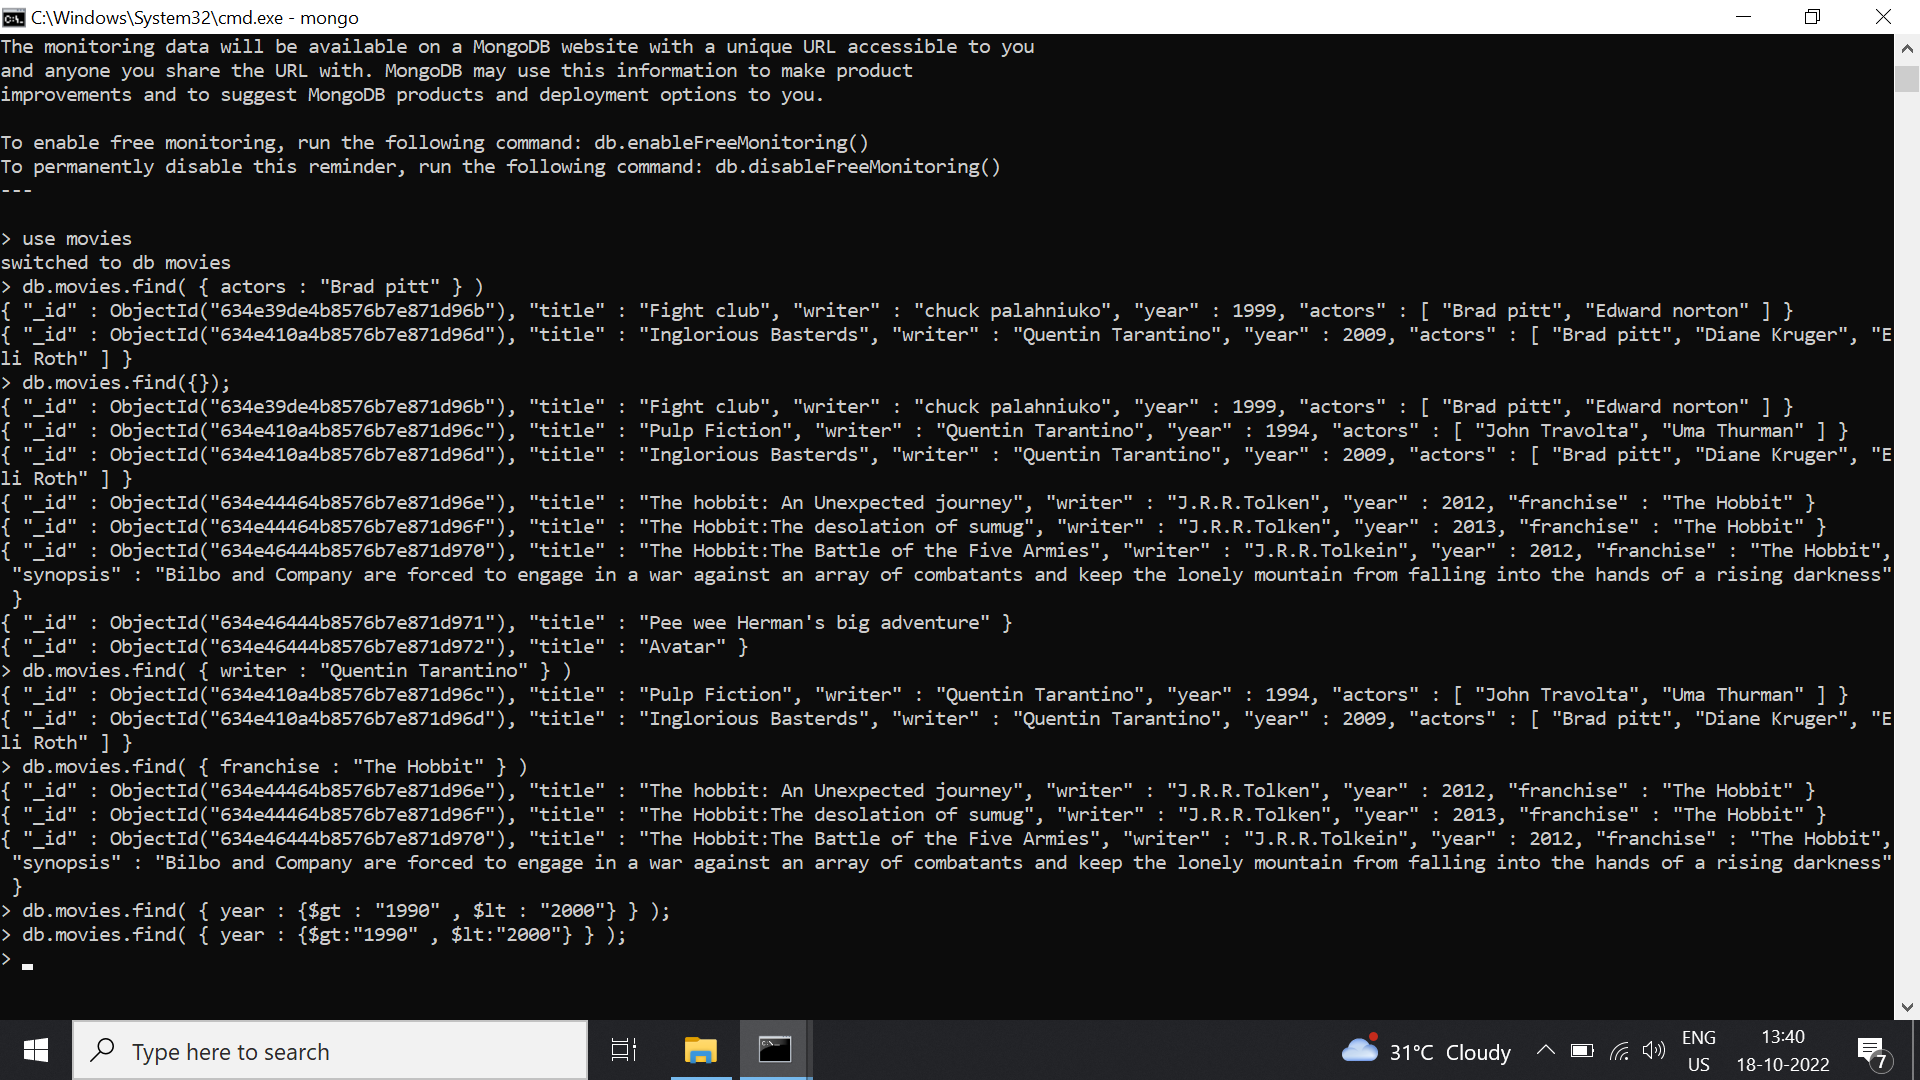 C:\Windows\System32\cmd.exe - mongo
The monitoring data will be available on a MongoDB website with a unique URL accessible to you
and anyone you share the URL with. MongoDB may use this information to make product
improvements and to suggest MongoDB products and deployment options to you.
To enable free monitoring, run the following command: db.enableFreeMonitoring()
To permanently disable this reminder, run the following command: db.disableFreeMonitoring()
---
> use movies
switched to db movies
> db.movies.find( { actors : "Brad pitt" } )
{ "_id" : ObjectId("634e39de4b8576b7e871d96b"), "title" : "Fight club", "writer" : "chuck palahniuko", "year" : 1999, "actors" : [ "Brad pitt", "Edward norton" ] }
{ "_id" : ObjectId("634e410a4b8576b7e871d96d"), "title" : "Inglorious Basterds", "writer" : "Quentin Tarantino", "year" : 2009, "actors" : [ "Brad pitt", "Diane Kruger", "E
li Roth" ] }
> db.movies.find({});
{ "_id" : ObjectId("634e39de4b8576b7e871d96b"), "title" : "Fight club", "writer" : "chuck palahniuko", "year" : 1999, "actors" : [ "Brad pitt", "Edward norton" ] }
{ "_id" : ObjectId("634e410a4b8576b7e871d96c"), "title" : "Pulp Fiction", "writer" : "Quentin Tarantino", "year" : 1994, "actors" : [ "John Travolta", "Uma Thurman" ] }
{ "_id" : ObjectId("634e410a4b8576b7e871d96d"), "title" : "Inglorious Basterds", "writer" : "Quentin Tarantino", "year" : 2009, "actors" : [ "Brad pitt", "Diane Kruger", "E
li Roth" ] }
{ "_id" : ObjectId("634e44464b8576b7e871d96e"), "title" : "The hobbit: An Unexpected journey", "writer" : "J.R.R.Tolken", "year" : 2012, "franchise" : "The Hobbit" }
{ "_id" : ObjectId("634e44464b8576b7e871d96f"), "title" : "The Hobbit:The desolation of sumug", "writer" : "J.R.R.Tolken", "year" : 2013, "franchise" : "The Hobbit" }
{ "_id" : ObjectId("634e46444b8576b7e871d970"), "title" : "The Hobbit:The Battle of the Five Armies", "writer" : "J.R.R.Tolkein", "year" : 2012, "franchise" : "The Hobbit",
"synopsis" : "Bilbo and Company are forced to engage in a war against an array of combatants and keep the lonely mountain from falling into the hands of a rising darkness"
}
{ "_id" : ObjectId("634e46444b8576b7e871d971"), "title" : "Pee wee Herman's big adventure" }
{ "_id" : ObjectId("634e46444b8576b7e871d972"), "title" : "Avatar" }
> db.movies.find( { writer : "Quentin Tarantino" } )
{ "_id" : ObjectId("634e410a4b8576b7e871d96c"), "title" : "Pulp Fiction", "writer" : "Quentin Tarantino", "year" : 1994, "actors" : [ "John Travolta", "Uma Thurman" ] }
{ "_id" : ObjectId("634e410a4b8576b7e871d96d"), "title" : "Inglorious Basterds", "writer" : "Quentin Tarantino", "year" : 2009, "actors" : [ "Brad pitt", "Diane Kruger", "E
li Roth" ] }
> db.movies.find( { franchise : "The Hobbit" } )
{ "_id" : ObjectId("634e44464b8576b7e871d96e"), "title" : "The hobbit: An Unexpected journey", "writer" : "J.R.R.Tolken", "year" : 2012, "franchise" : "The Hobbit" }
{ "_id" : ObjectId("634e44464b8576b7e871d96f"), "title" : "The Hobbit:The desolation of sumug", "writer" : "J.R.R.Tolken", "year" : 2013, "franchise" : "The Hobbit" }
{ "_id" : ObjectId("634e46444b8576b7e871d970"), "title" : "The Hobbit:The Battle of the Five Armies", "writer" : "J.R.R.Tolkein", "year" : 2012, "franchise" : "The Hobbit",
"synopsis" : "Bilbo and Company are forced to engage in a war against an array of combatants and keep the lonely mountain from falling into the hands of a rising darkness"
}
> db.movies.find( { year : {$gt : "1990" , $lt : "2000"} } );
> db.movies.find( { year : {$gt:"1990" , $lt:"2000"} } );
>
Type here to search
31°C Cloudy
ENG
US
13:40
18-10-2022
7